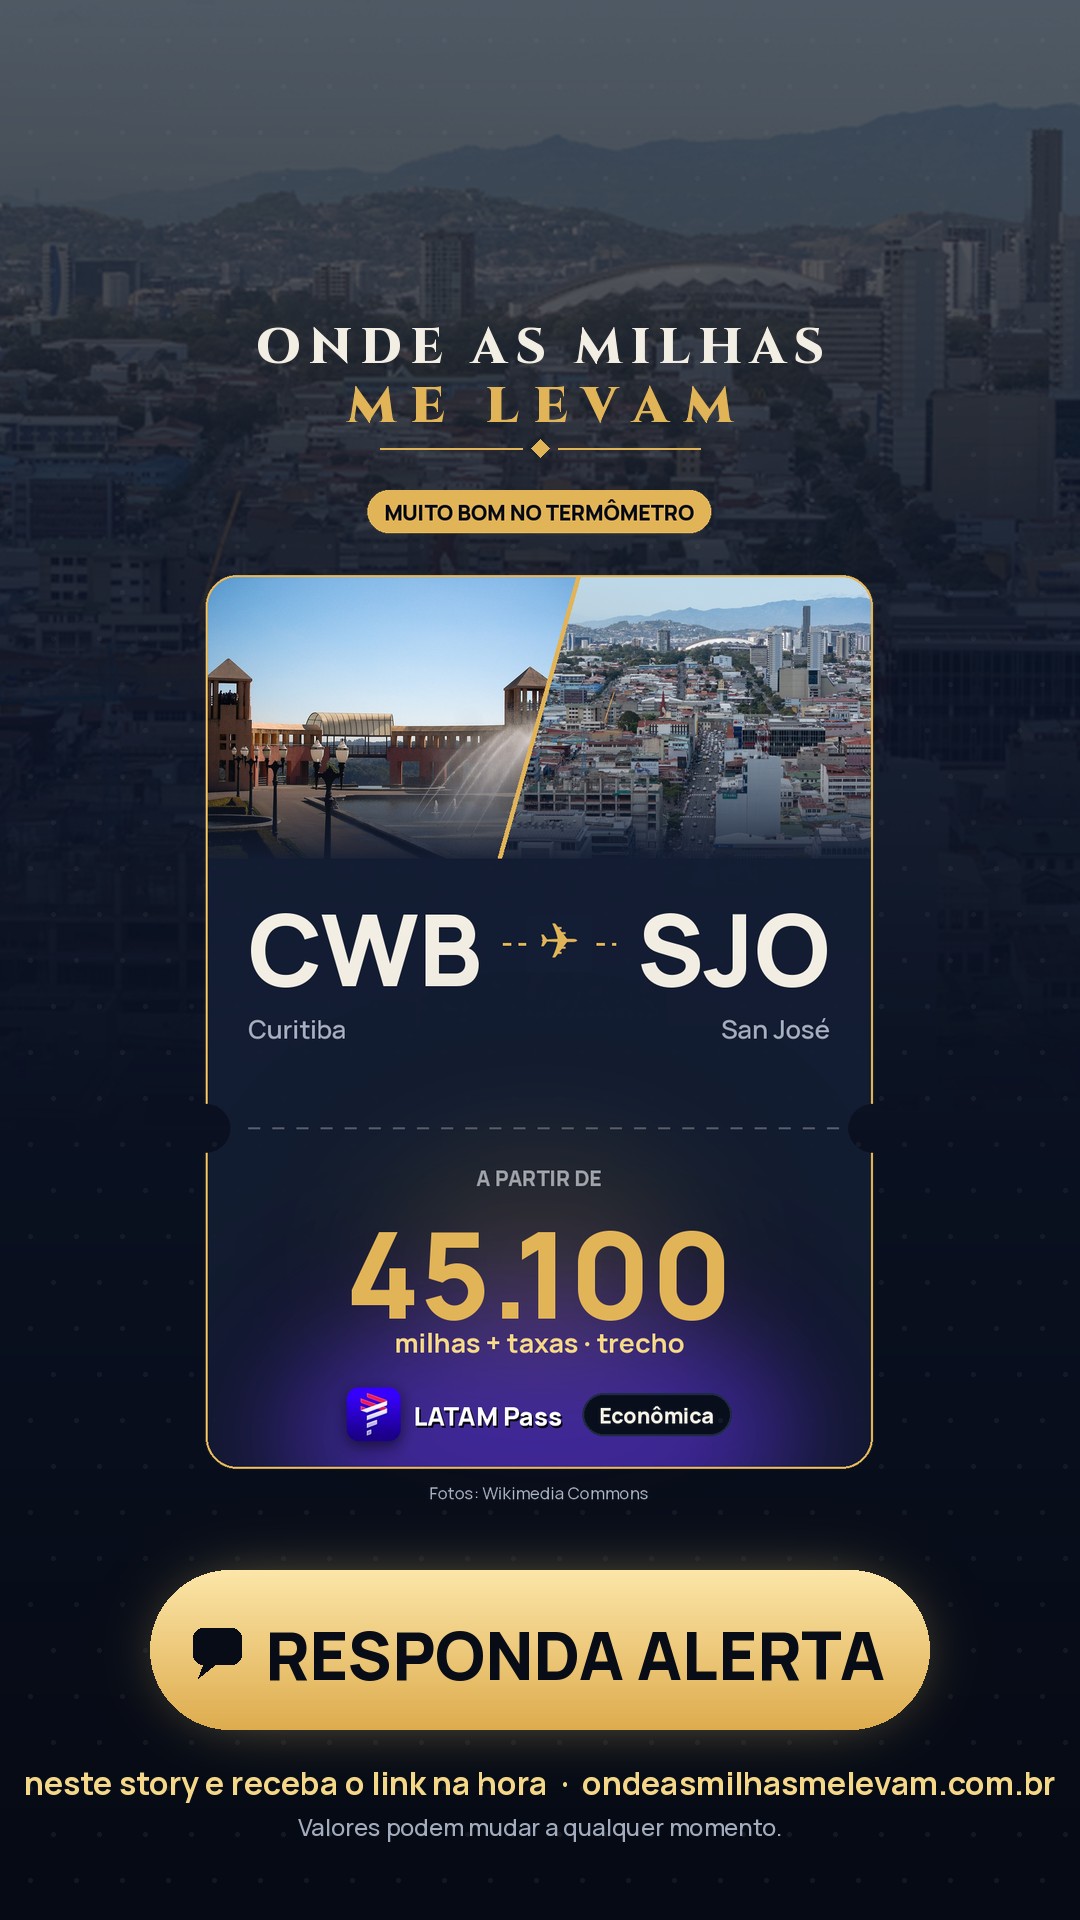 ONDE AS MILHAS
ME LEVAM
MUITO BOM NO TERMÔMETRO
CWB -- ✈ -- SJO
Curitiba San José
A PARTIR DE
45.100
milhas + taxas · trecho
LATAM Pass Econômica
Fotos: Wikimedia Commons
RESPONDA ALERTA
neste story e receba o link na hora · ondeasmilhasmelevam.com.br
Valores podem mudar a qualquer momento.